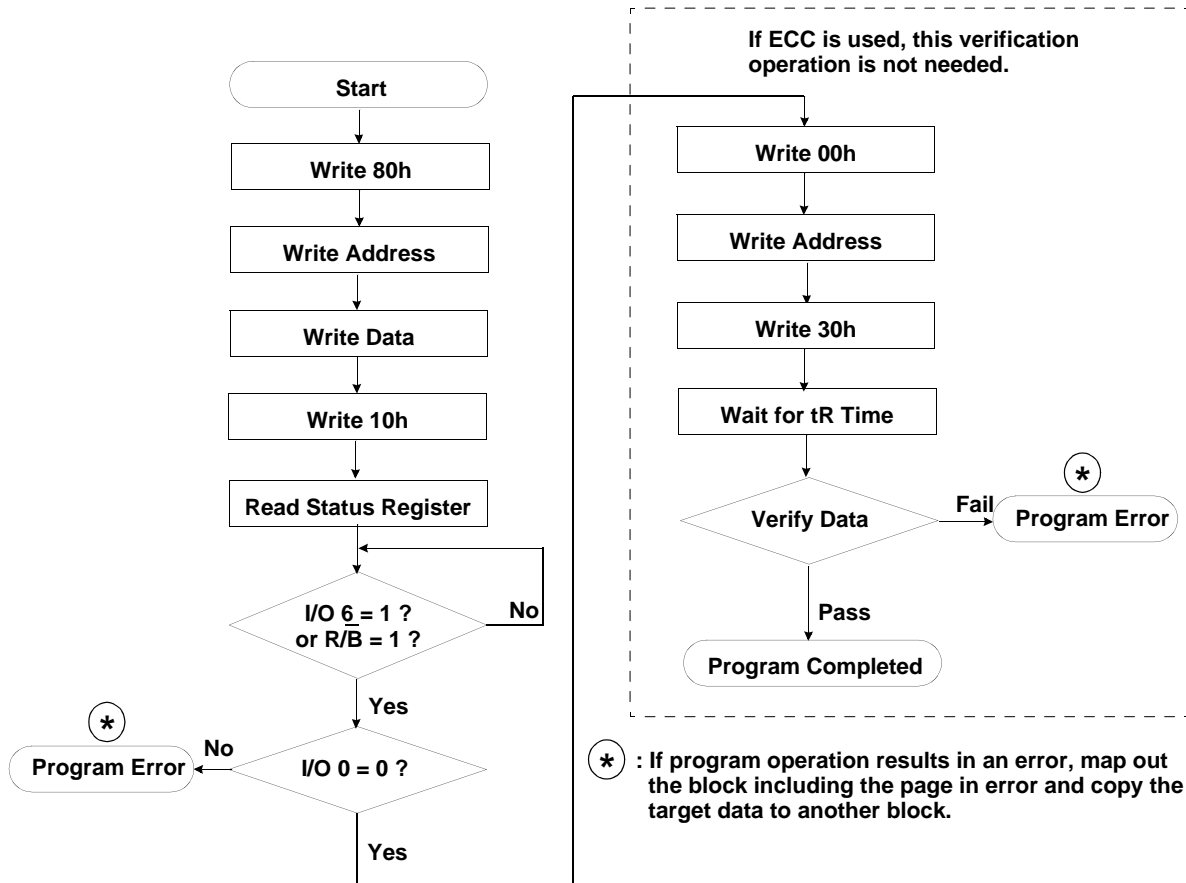 Start
Write 80h
Write Address
Write Data
Write 10h
Read Status Register
I/O 6 = 1 ?
or R/B = 1 ?
No
Yes
*
No
Program Error
I/O 0 = 0 ?
Yes
If ECC is used, this verification
operation is not needed.
Write 00h
Write Address
Write 30h
Wait for tR Time
Verify Data
Fail
*
Program Error
Pass
Program Completed
* : If program operation results in an error, map out
the block including the page in error and copy the
target data to another block.